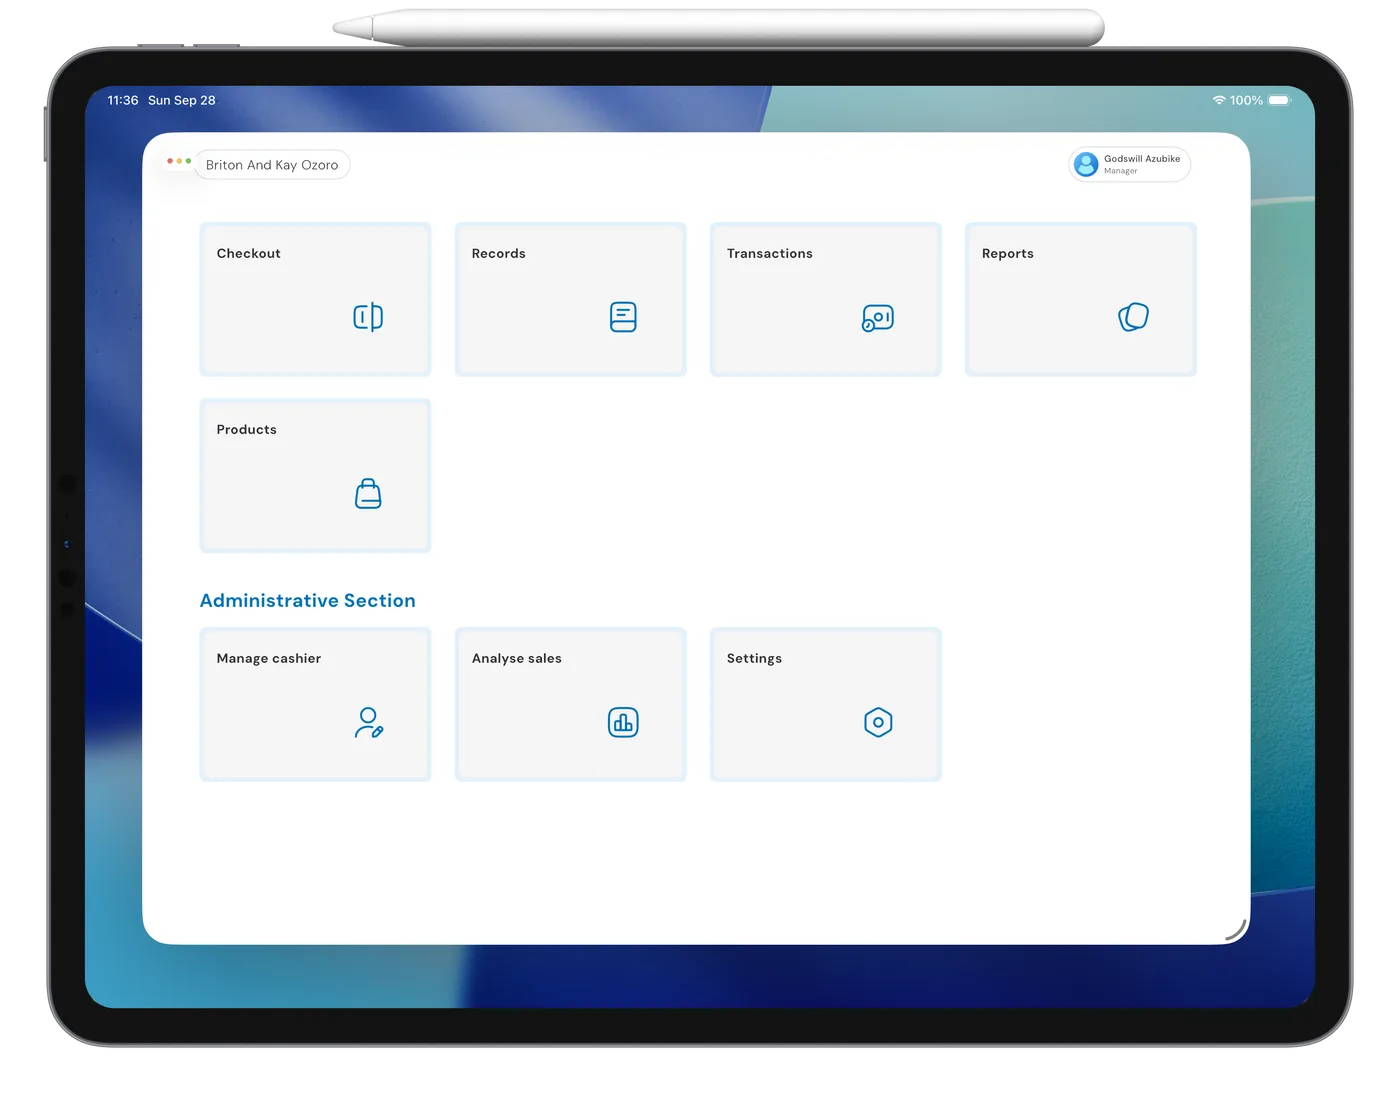 11:36 Sun Sep 28
100%
Briton And Kay Ozoro
Godswill Azubike
Manager
Checkout
Records
Transactions
Reports
Products
Administrative Section
Manage cashier
Analyse sales
Settings